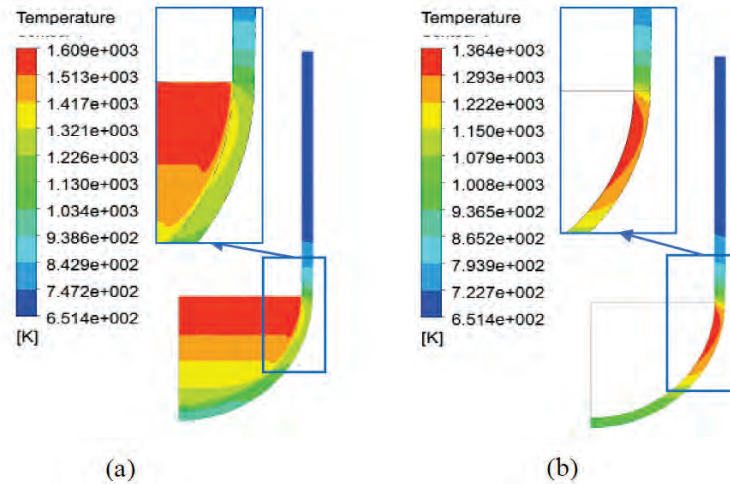 Temperature
1.609e+003
1.513e+003
1.417e+003
1.321e+003
1.226e+003
1.130e+003
1.034e+003
9.386e+002
8.429e+002
7.472e+002
6.514e+002
[K]
(a)
Temperature
1.364e+003
1.293e+003
1.222e+003
1.150e+003
1.079e+003
1.008e+003
9.365e+002
8.652e+002
7.939e+002
7.227e+002
6.514e+002
[K]
(b)